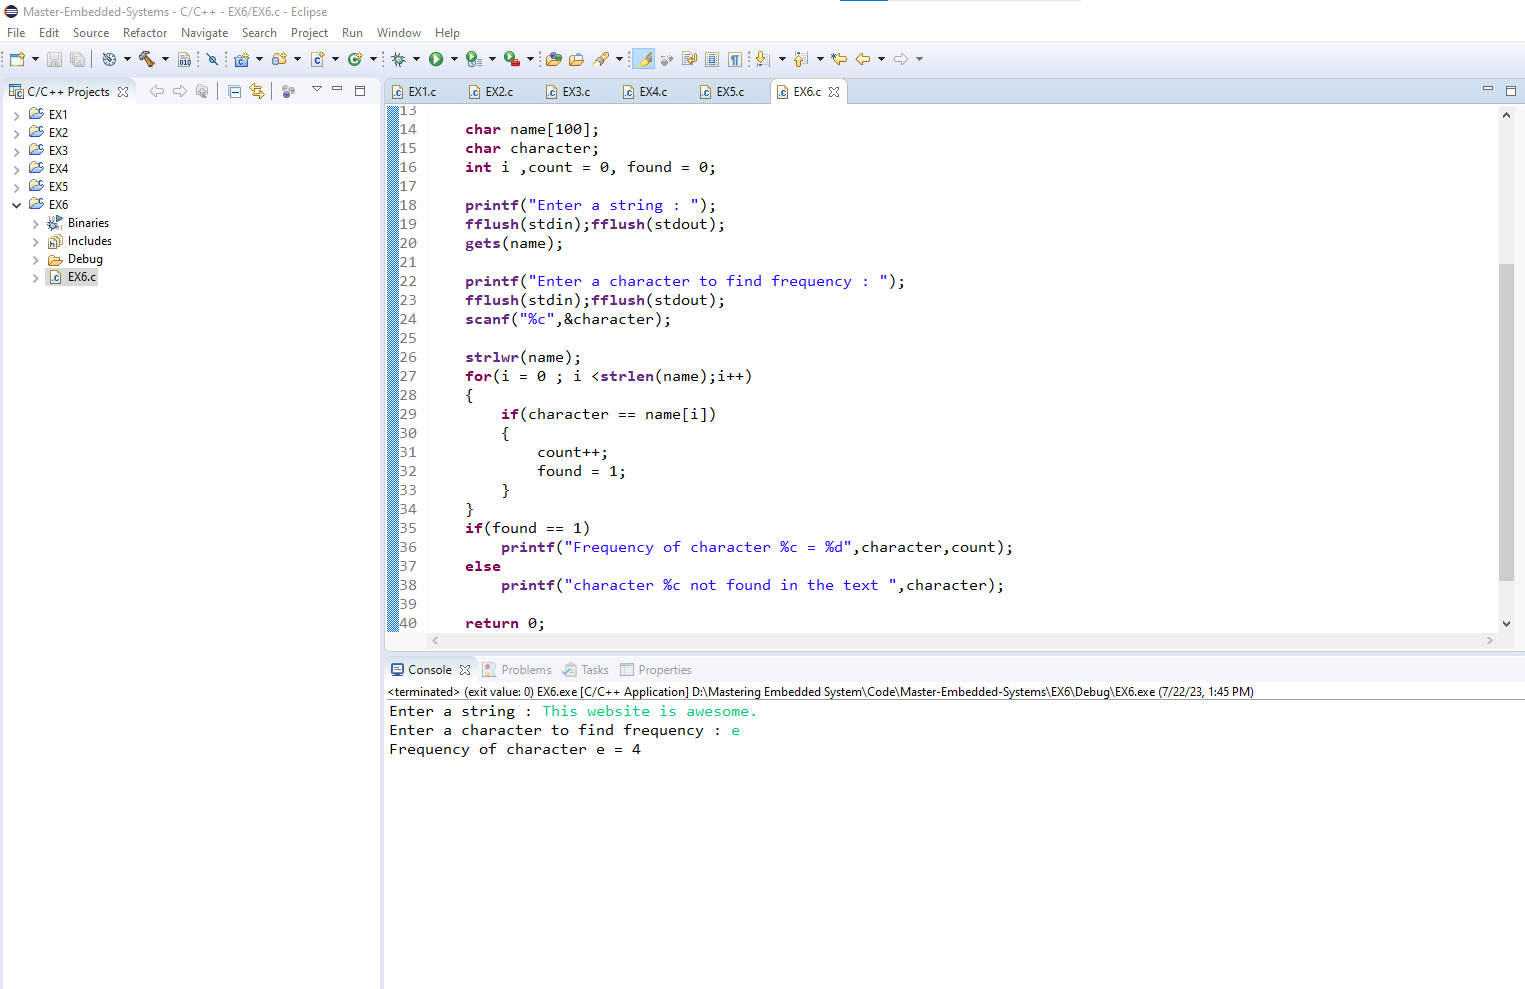 Master-Embedded-Systems - C/C++ - EX6/EX6.c - Eclipse
File Edit Source Refactor Navigate Search Project Run Window Help
C/C++ Projects
EX1
EX2
EX3
EX4
EX5
EX6
Binaries
Includes
Debug
EX6.c
EX1.c EX2.c EX3.c EX4.c EX5.c EX6.c
13
14 char name[100];
15 char character;
16 int i ,count = 0, found = 0;
17
18 printf("Enter a string : ");
19 fflush(stdin);fflush(stdout);
20 gets(name);
21
22 printf("Enter a character to find frequency : ");
23 fflush(stdin);fflush(stdout);
24 scanf("%c",&character);
25
26 strlwr(name);
27 for(i = 0 ; i <strlen(name);i++)
28 {
29 if(character == name[i])
30 {
31 count++;
32 found = 1;
33 }
34 }
35 if(found == 1)
36 printf("Frequency of character %c = %d",character,count);
37 else
38 printf("character %c not found in the text ",character);
39
40 return 0;
Console Problems Tasks Properties
<terminated> (exit value: 0) EX6.exe [C/C++ Application] D:\Mastering Embedded System\Code\Master-Embedded-Systems\EX6\Debug\EX6.exe (7/22/23, 1:45 PM)
Enter a string : This website is awesome.
Enter a character to find frequency : e
Frequency of character e = 4